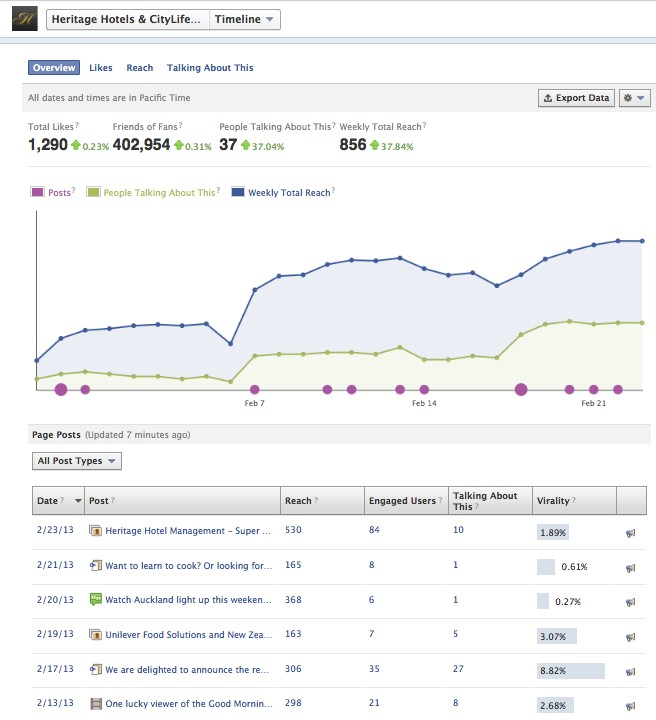 Heritage Hotels & CityLife... Timeline
Overview Likes Reach Talking About This
All dates and times are in Pacific Time Export Data
Total Likes? Friends of Fans? People Talking About This? Weekly Total Reach?
1,290 0.23% 402,954 0.31% 37 37.04% 856 37.84%
Posts? People Talking About This? Weekly Total Reach?
Feb 7 Feb 14 Feb 21
Page Posts (Updated 7 minutes ago)
All Post Types
Date? Post? Reach? Engaged Users? Talking About This? Virality?
2/23/13 Heritage Hotel Management – Super ... 530 84 10 1.89%
2/21/13 Want to learn to cook? Or looking for... 165 8 1 0.61%
2/20/13 Watch Auckland light up this weeken... 368 6 1 0.27%
2/19/13 Unilever Food Solutions and New Zea... 163 7 5 3.07%
2/17/13 We are delighted to announce the re... 306 35 27 8.82%
2/13/13 One lucky viewer of the Good Mornin... 298 21 8 2.68%